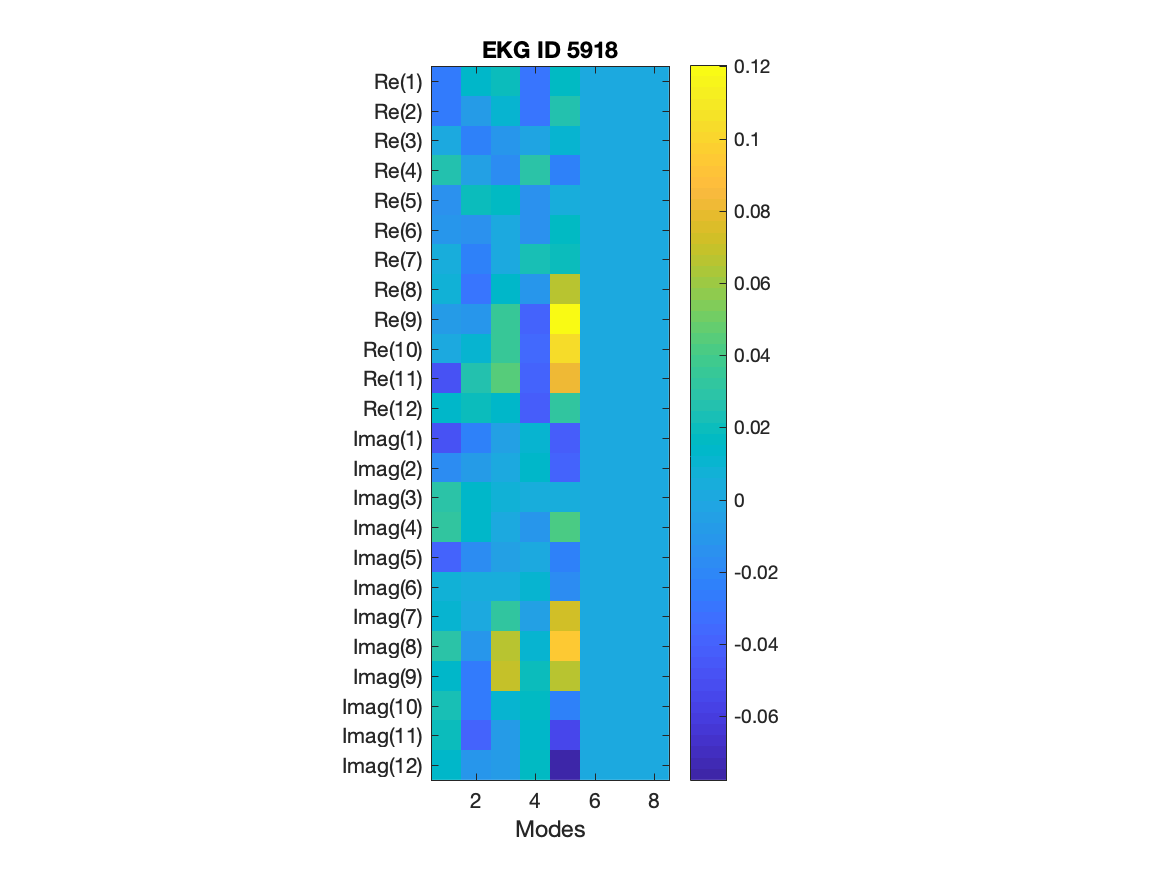 EKG ID 5918
Re(1)
Re(2)
Re(3)
Re(4)
Re(5)
Re(6)
Re(7)
Re(8)
Re(9)
Re(10)
Re(11)
Re(12)
Imag(1)
Imag(2)
Imag(3)
Imag(4)
Imag(5)
Imag(6)
Imag(7)
Imag(8)
Imag(9)
Imag(10)
Imag(11)
Imag(12)
2 4 6 8
Modes
0.12
0.1
0.08
0.06
0.04
0.02
0
-0.02
-0.04
-0.06